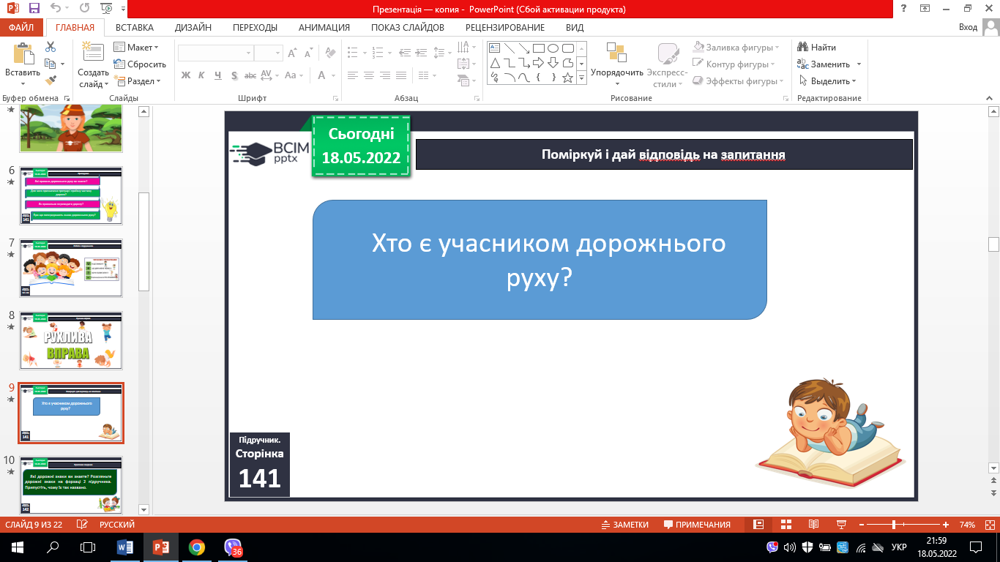 Презентація — копия - PowerPoint (Сбой активации продукта)
ФАЙЛ ГЛАВНАЯ ВСТАВКА ДИЗАЙН ПЕРЕХОДЫ АНИМАЦИЯ ПОКАЗ СЛАЙДОВ РЕЦЕНЗИРОВАНИЕ ВИД Вход
Вставить
Буфер обмена
Создать слайд
Макет
Сбросить
Раздел
Слайды
Ж К Ч S abc AV Aa А
Шрифт
Абзац
Упорядочить
Экспресс-стили
Заливка фигуры
Контур фигуры
Эффекты фигуры
Рисование
Найти
Заменить
Выделить
Редактирование
6
141
7
8
РУХЛИВА
ВПРАВА
9
Хто є учасником дорожнього
руху?
141
10
Які дорожні знаки ви знаєте? Розгляньте
дорожні знаки на форзаці 2 підручника.
Припустіть, чому їх так названо.
142
ВСІМ
pptx
Сьогодні
18.05.2022
Поміркуй і дай відповідь на запитання
Хто є учасником дорожнього
руху?
Підручник.
Сторінка
141
СЛАЙД 9 ИЗ 22 РУССКИЙ ЗАМЕТКИ ПРИМЕЧАНИЯ 74%
36
УКР
21:59
18.05.2022